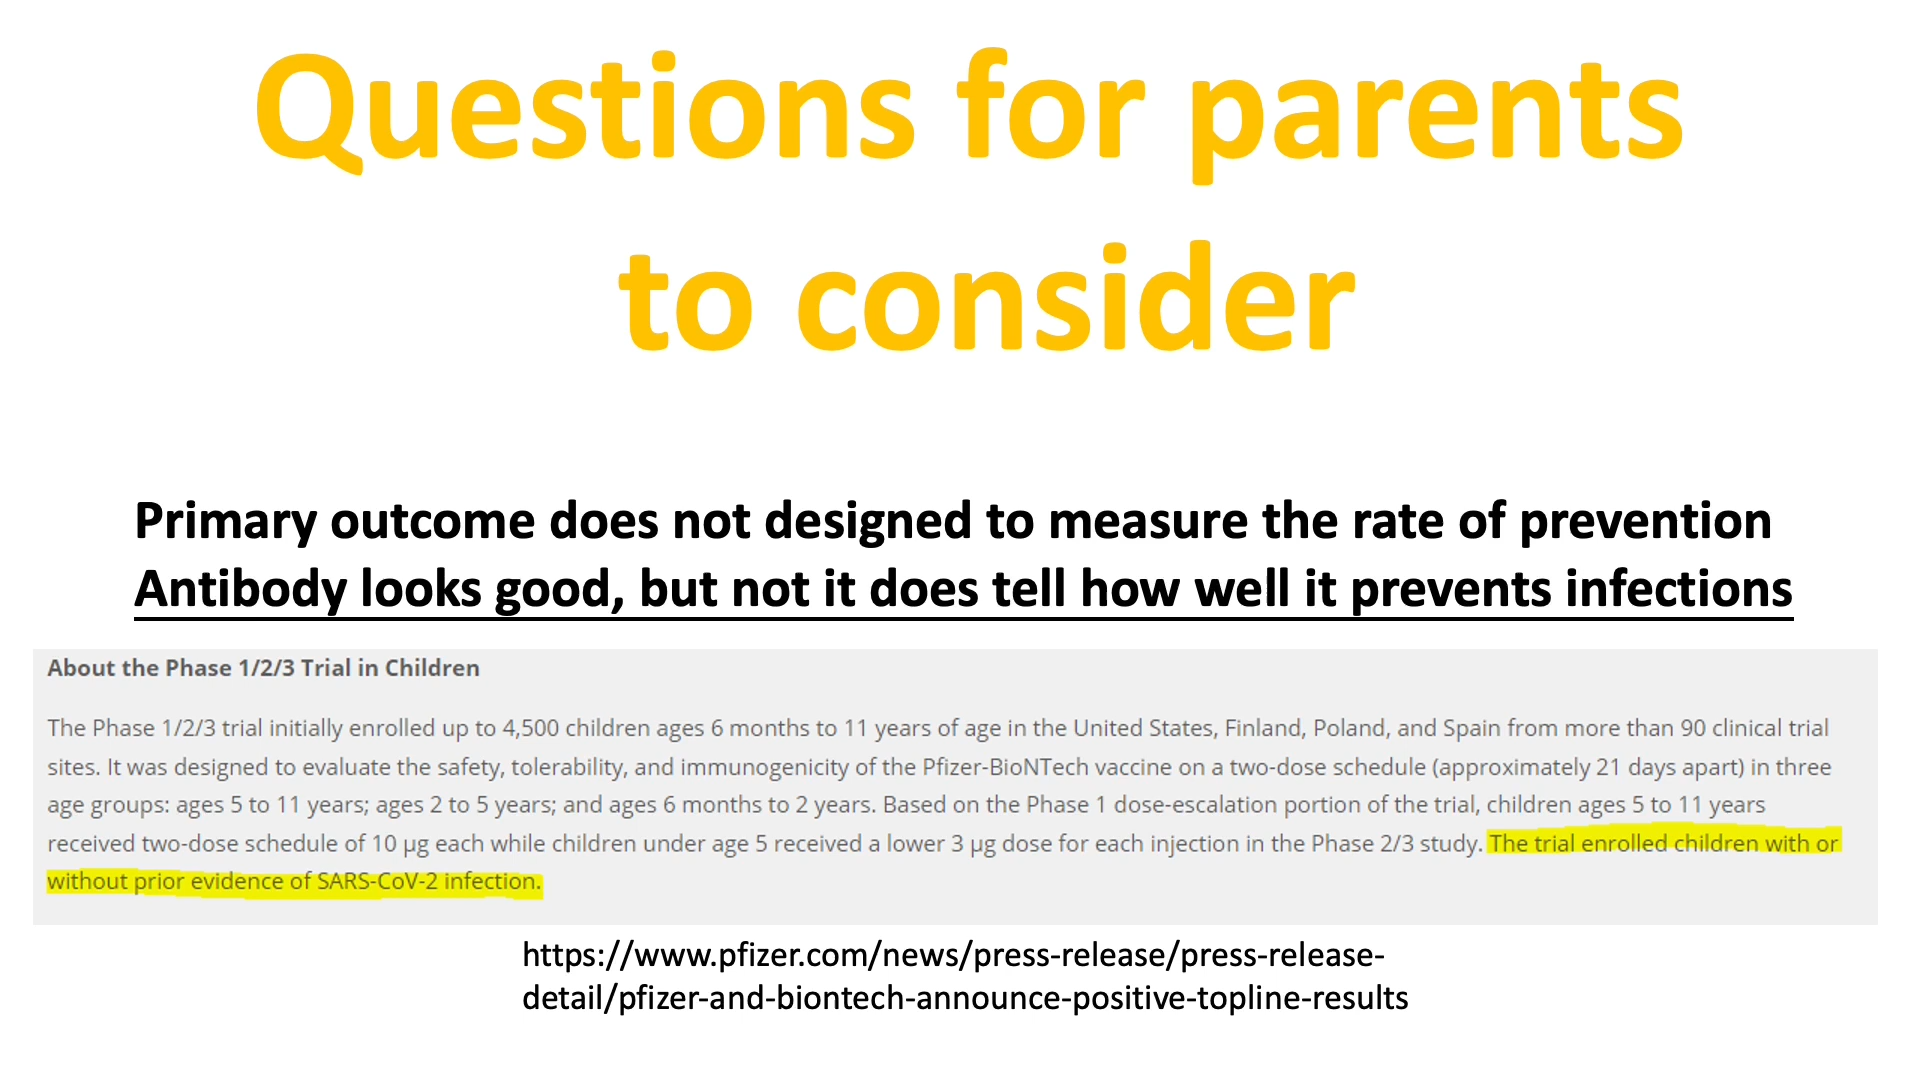 Questions for parents
to consider
Primary outcome does not designed to measure the rate of prevention
Antibody looks good, but not it does tell how well it prevents infections
About the Phase 1/2/3 Trial in Children
The Phase 1/2/3 trial initially enrolled up to 4,500 children ages 6 months to 11 years of age in the United States, Finland, Poland, and Spain from more than 90 clinical trial
sites. It was designed to evaluate the safety, tolerability, and immunogenicity of the Pfizer-BioNTech vaccine on a two-dose schedule (approximately 21 days apart) in three
age groups: ages 5 to 11 years; ages 2 to 5 years; and ages 6 months to 2 years. Based on the Phase 1 dose-escalation portion of the trial, children ages 5 to 11 years
received two-dose schedule of 10 µg each while children under age 5 received a lower 3 µg dose for each injection in the Phase 2/3 study. The trial enrolled children with or
without prior evidence of SARS-CoV-2 infection.
https://www.pfizer.com/news/press-release/press-release-
detail/pfizer-and-biontech-announce-positive-topline-results